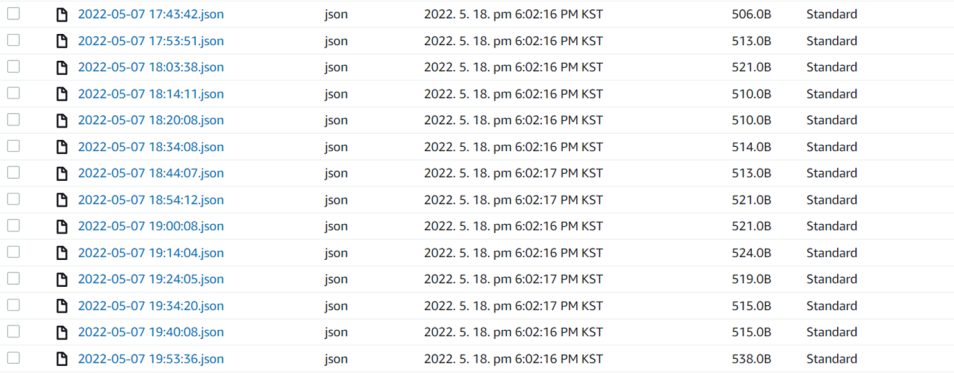 2022-05-07 17:43:42.json json 2022. 5. 18. pm 6:02:16 PM KST 506.0B Standard
2022-05-07 17:53:51.json json 2022. 5. 18. pm 6:02:16 PM KST 513.0B Standard
2022-05-07 18:03:38.json json 2022. 5. 18. pm 6:02:16 PM KST 521.0B Standard
2022-05-07 18:14:11.json json 2022. 5. 18. pm 6:02:16 PM KST 510.0B Standard
2022-05-07 18:20:08.json json 2022. 5. 18. pm 6:02:16 PM KST 510.0B Standard
2022-05-07 18:34:08.json json 2022. 5. 18. pm 6:02:16 PM KST 514.0B Standard
2022-05-07 18:44:07.json json 2022. 5. 18. pm 6:02:17 PM KST 513.0B Standard
2022-05-07 18:54:12.json json 2022. 5. 18. pm 6:02:17 PM KST 521.0B Standard
2022-05-07 19:00:08.json json 2022. 5. 18. pm 6:02:16 PM KST 521.0B Standard
2022-05-07 19:14:04.json json 2022. 5. 18. pm 6:02:16 PM KST 524.0B Standard
2022-05-07 19:24:05.json json 2022. 5. 18. pm 6:02:17 PM KST 519.0B Standard
2022-05-07 19:34:20.json json 2022. 5. 18. pm 6:02:17 PM KST 515.0B Standard
2022-05-07 19:40:08.json json 2022. 5. 18. pm 6:02:16 PM KST 515.0B Standard
2022-05-07 19:53:36.json json 2022. 5. 18. pm 6:02:16 PM KST 538.0B Standard